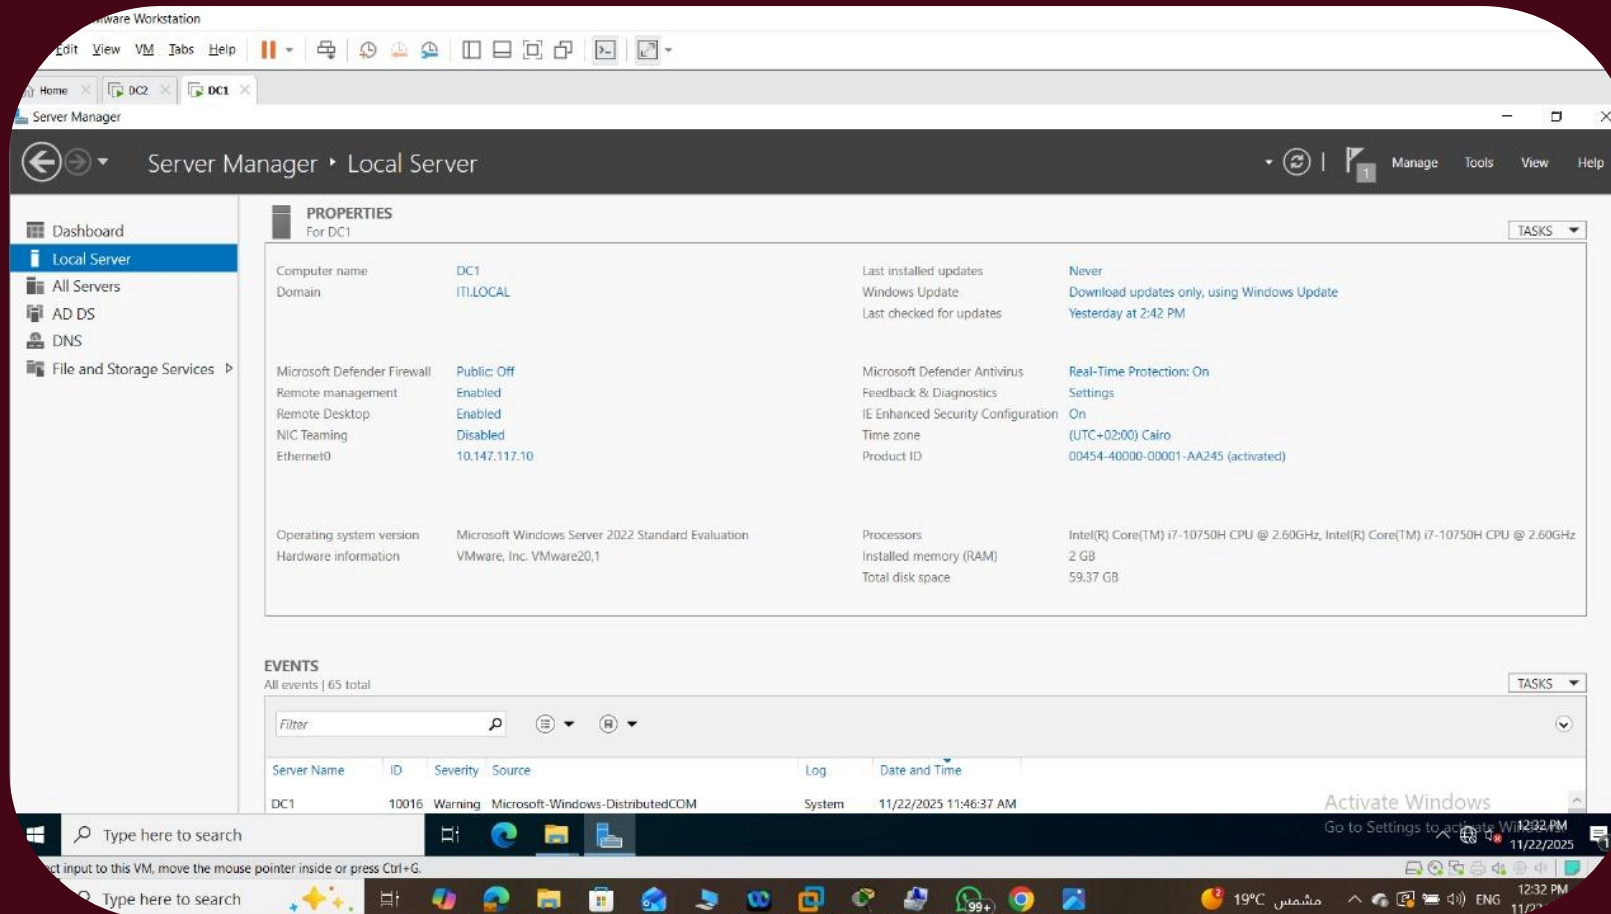 ware Workstation
Edit View VM Tabs Help
Home DC2 DC1
Server Manager
Server Manager Local Server
1 Manage Tools View Help
Dashboard
Local Server
All Servers
AD DS
DNS
File and Storage Services
PROPERTIES
For DC1
TASKS
Computer name DC1
Domain ITI.LOCAL
Last installed updates Never
Windows Update Download updates only, using Windows Update
Last checked for updates Yesterday at 2:42 PM
Microsoft Defender Firewall Public: Off
Remote management Enabled
Remote Desktop Enabled
NIC Teaming Disabled
Ethernet0 10.147.117.10
Microsoft Defender Antivirus Real-Time Protection: On
Feedback & Diagnostics Settings
IE Enhanced Security Configuration On
Time zone (UTC+02:00) Cairo
Product ID 00454-40000-00001-AA245 (activated)
Operating system version Microsoft Windows Server 2022 Standard Evaluation
Hardware information VMware, Inc. VMware20,1
Processors Intel(R) Core(TM) i7-10750H CPU @ 2.60GHz, Intel(R) Core(TM) i7-10750H CPU @ 2.60GHz
Installed memory (RAM) 2 GB
Total disk space 59.37 GB
EVENTS
All events | 65 total
TASKS
Filter
Server Name ID Severity Source Log Date and Time
DC1 10016 Warning Microsoft-Windows-DistributedCOM System 11/22/2025 11:46:37 AM
Activate Windows
Go to Settings to activate Windows.
Type here to search
12:32 PM
11/22/2025
1
ct input to this VM, move the mouse pointer inside or press Ctrl+G.
Type here to search
99+
2
19°C مشمس
ENG
12:32 PM